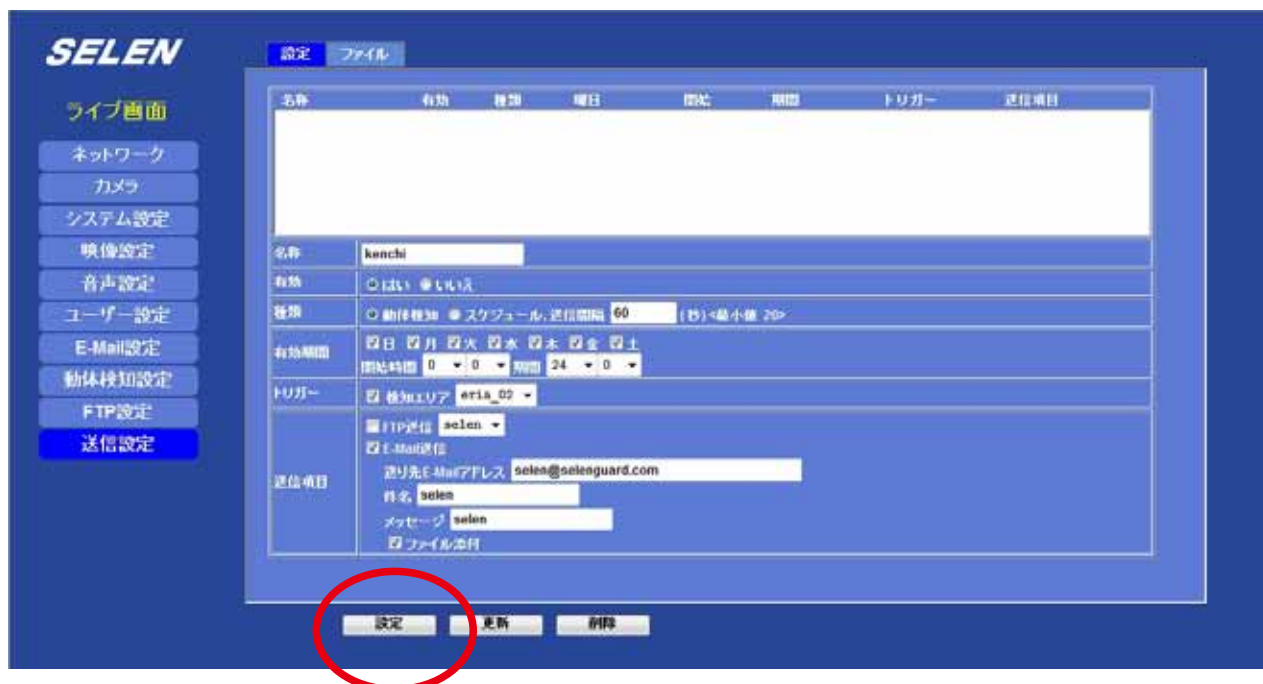 SELEN
設定 ファイル
ライブ画面
ネットワーク
カメラ
システム設定
映像設定
音声設定
ユーザー設定
E-Mail設定
動体検知設定
FTP設定
送信設定
名称 有効 種類 曜日 開始 期間 トリガー 送信項目
名称 kenchi
有効 はい いいえ
種類 動体検知 スケジュール,送信間隔 60 (秒)<最小値 20>
有効期間 日 月 火 水 木 金 土
開始時間 0 0 期間 24 0
トリガー 検知エリア eria_02
送信項目 FTP送信 selen
E-Mail送信
送り先E-Mailアドレス selen@selenguard.com
件名 selen
メッセージ selen
ファイル添付
設定 更新 削除